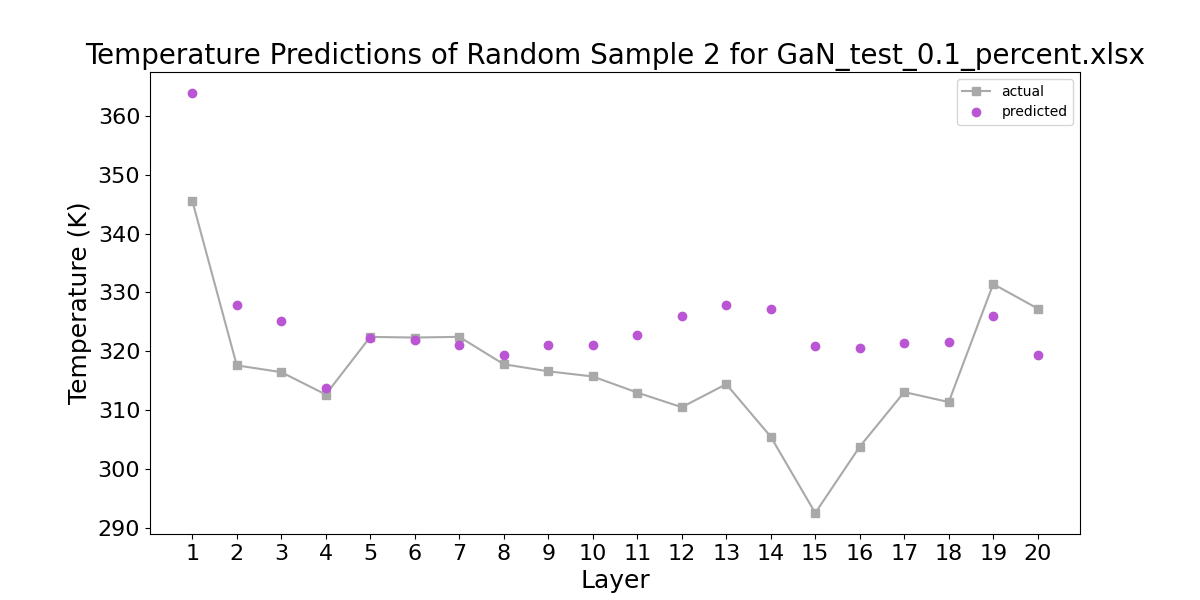 Temperature Predictions of Random Sample 2 for GaN_test_0.1_percent.xlsx
actual
predicted
360
350
340
330
320
310
300
290
Temperature (K)
1 2 3 4 5 6 7 8 9 10 11 12 13 14 15 16 17 18 19 20
Layer